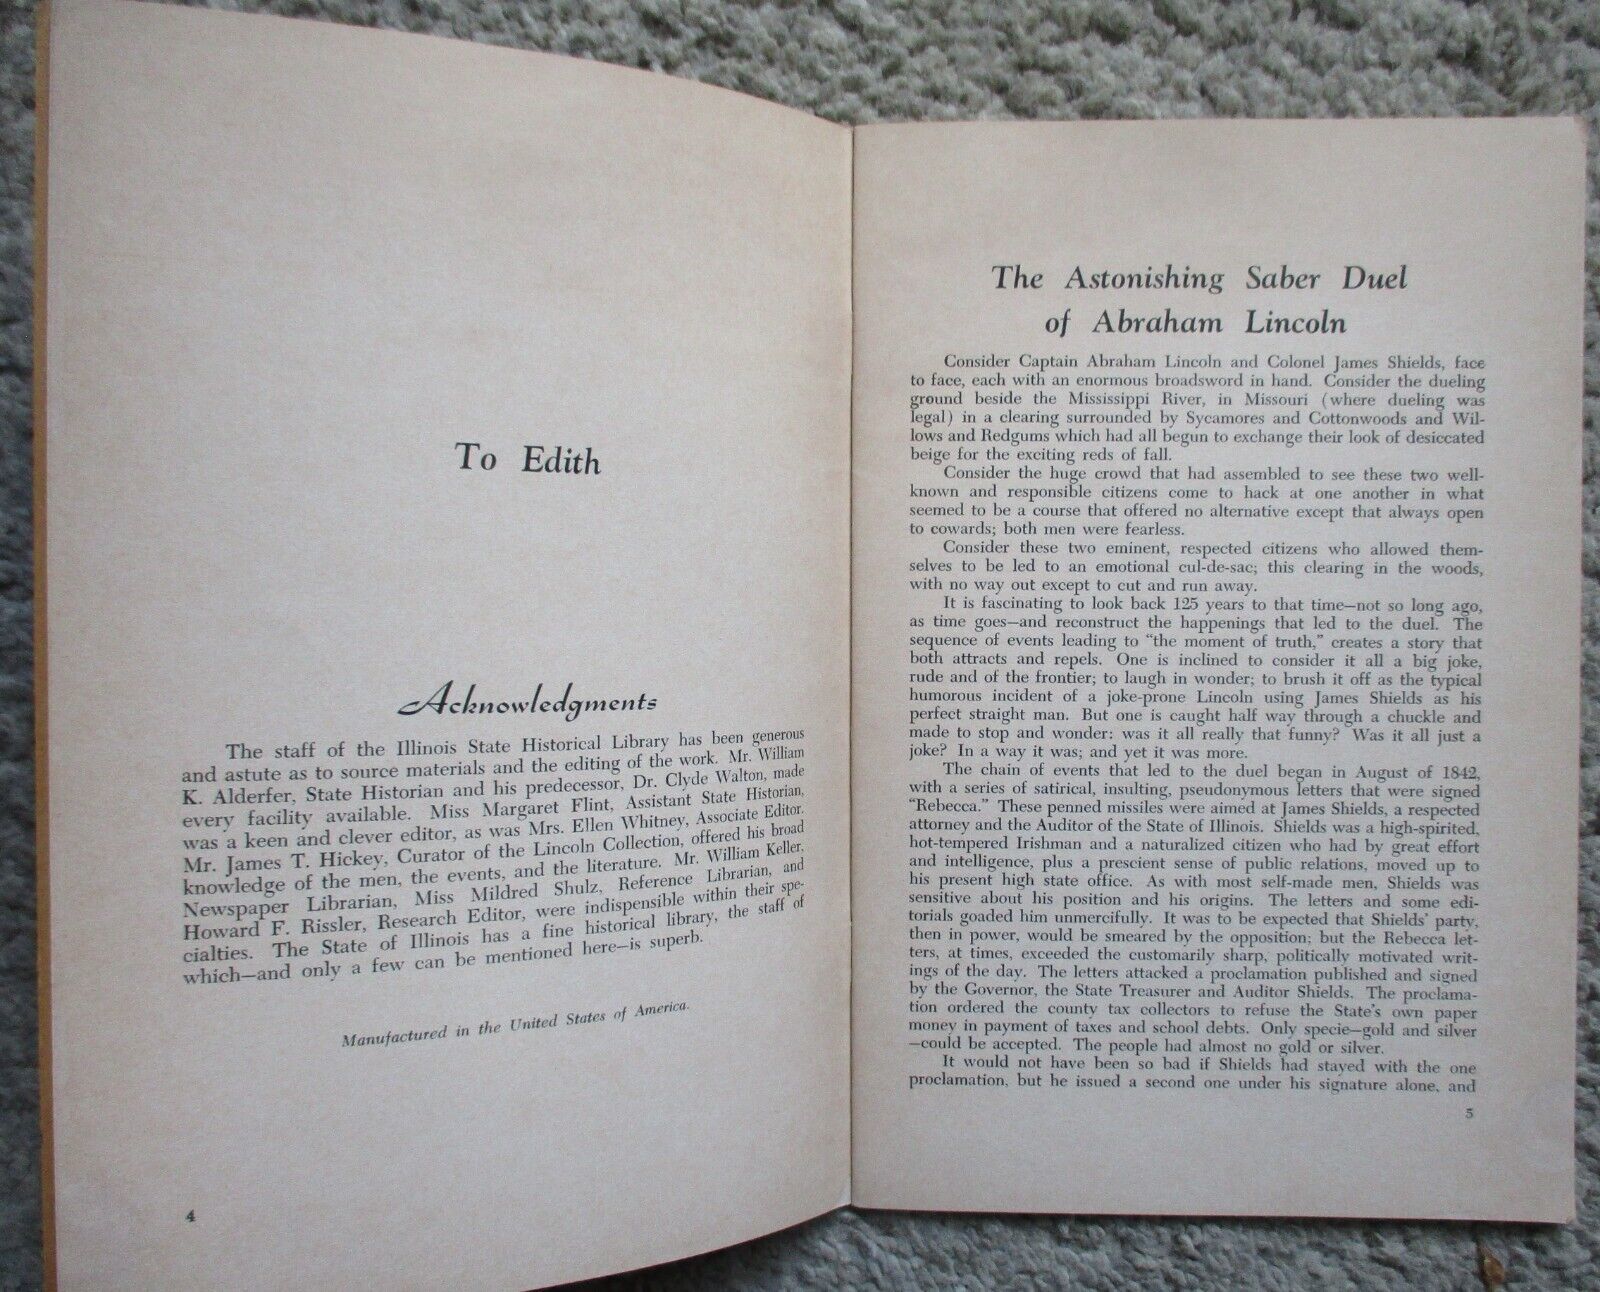 To Edith
Acknowledgments
The staff of the Illinois State Historical Library has been generous
and astute as to source materials and the editing of the work. Mr. William
K. Alderfer, State Historian and his predecessor, Dr. Clyde Walton, made
every facility available. Miss Margaret Flint, Assistant State Historian,
was a keen and clever editor, as was Mrs. Ellen Whitney, Associate Editor.
Mr. James T. Hickey, Curator of the Lincoln Collection, offered his broad
knowledge of the men, the events, and the literature. Mr. William Keller,
Newspaper Librarian, Miss Mildred Shulz, Reference Librarian, and
Howard F. Rissler, Research Editor, were indispensible within their spe-
cialties. The State of Illinois has a fine historical library, the staff of
which—and only a few can be mentioned here—is superb.
Manufactured in the United States of America.
4
The Astonishing Saber Duel
of Abraham Lincoln
Consider Captain Abraham Lincoln and Colonel James Shields, face
to face, each with an enormous broadsword in hand. Consider the dueling
ground beside the Mississippi River, in Missouri (where dueling was
legal) in a clearing surrounded by Sycamores and Cottonwoods and Wil-
lows and Redgums which had all begun to exchange their look of desiccated
beige for the exciting reds of fall.
Consider the huge crowd that had assembled to see these two well-
known and responsible citizens come to hack at one another in what
seemed to be a course that offered no alternative except that always open
to cowards; both men were fearless.
Consider these two eminent, respected citizens who allowed them-
selves to be led to an emotional cul-de-sac; this clearing in the woods,
with no way out except to cut and run away.
It is fascinating to look back 125 years to that time—not so long ago,
as time goes—and reconstruct the happenings that led to the duel. The
sequence of events leading to "the moment of truth," creates a story that
both attracts and repels. One is inclined to consider it all a big joke,
rude and of the frontier; to laugh in wonder; to brush it off as the typical
humorous incident of a joke-prone Lincoln using James Shields as his
perfect straight man. But one is caught half way through a chuckle and
made to stop and wonder: was it all really that funny? Was it all just a
joke? In a way it was; and yet it was more.
The chain of events that led to the duel began in August of 1842,
with a series of satirical, insulting, pseudonymous letters that were signed
"Rebecca." These penned missiles were aimed at James Shields, a respected
attorney and the Auditor of the State of Illinois. Shields was a high-spirited,
hot-tempered Irishman and a naturalized citizen who had by great effort
and intelligence, plus a prescient sense of public relations, moved up to
his present high state office. As with most self-made men, Shields was
sensitive about his position and his origins. The letters and some edi-
torials goaded him unmercifully. It was to be expected that Shields' party,
then in power, would be smeared by the opposition; but the Rebecca let-
ters, at times, exceeded the customarily sharp, politically motivated writ-
ings of the day. The letters attacked a proclamation published and signed
by the Governor, the State Treasurer and Auditor Shields. The proclama-
tion ordered the county tax collectors to refuse the State's own paper
money in payment of taxes and school debts. Only specie—gold and silver
—could be accepted. The people had almost no gold or silver.
It would not have been so bad if Shields had stayed with the one
proclamation, but he issued a second one under his signature alone, and
5